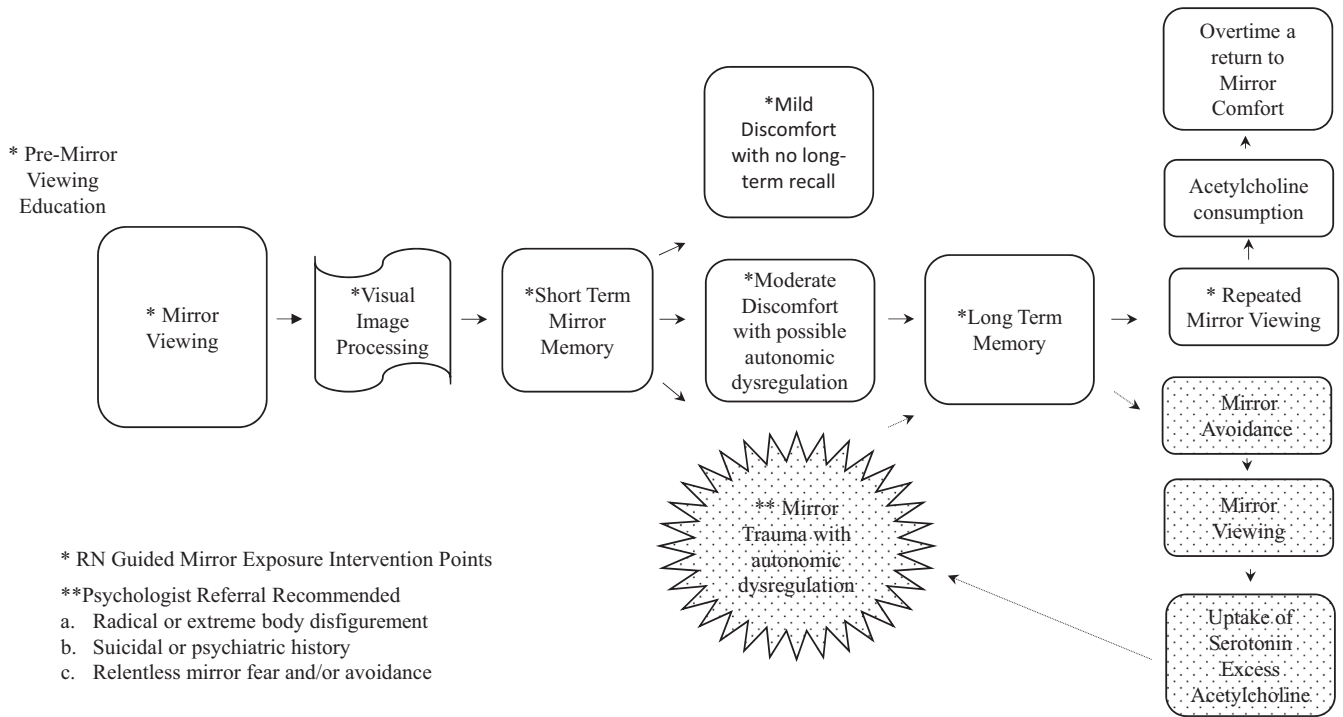 * Pre-Mirror
Viewing
Education
* Mirror
Viewing
*Visual
Image
Processing
*Short Term
Mirror
Memory
*Mild
Discomfort
with no long-
term recall
*Moderate
Discomfort
with possible
autonomic
dysregulation
** Mirror
Trauma with
autonomic
dysregulation
*Long Term
Memory
Overtime a
return to
Mirror
Comfort
Acetylcholine
consumption
* Repeated
Mirror Viewing
Mirror
Avoidance
Mirror
Viewing
Uptake of
Serotonin
Excess
Acetylcholine
* RN Guided Mirror Exposure Intervention Points
**Psychologist Referral Recommended
a. Radical or extreme body disfigurement
b. Suicidal or psychiatric history
c. Relentless mirror fear and/or avoidance